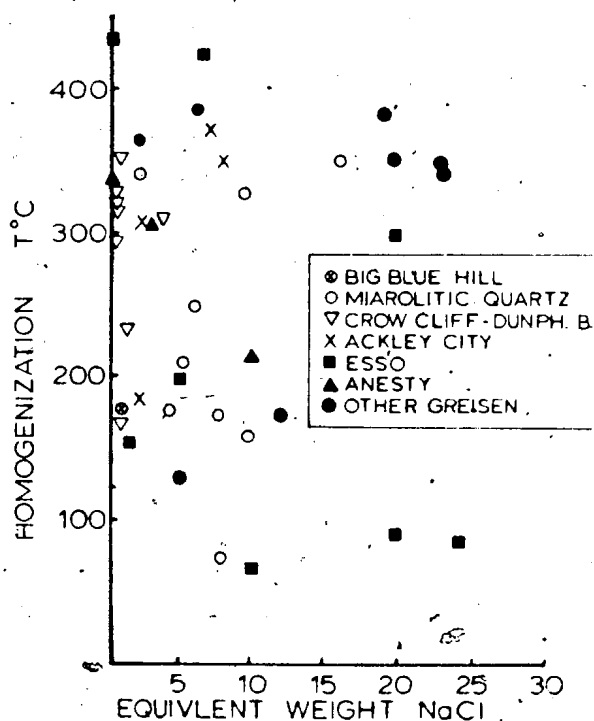 HOMOGENIZATION T°C
400
300
200
100
5
10
15
20
25
30
EQUIVLENT WEIGHT NaCl
BIG BLUE HILL
MIAROLITIC QUARTZ
CROW CLIFF-DUNPH. B
ACKLEY CITY
ESSO
ANESTY
OTHER GREISEN